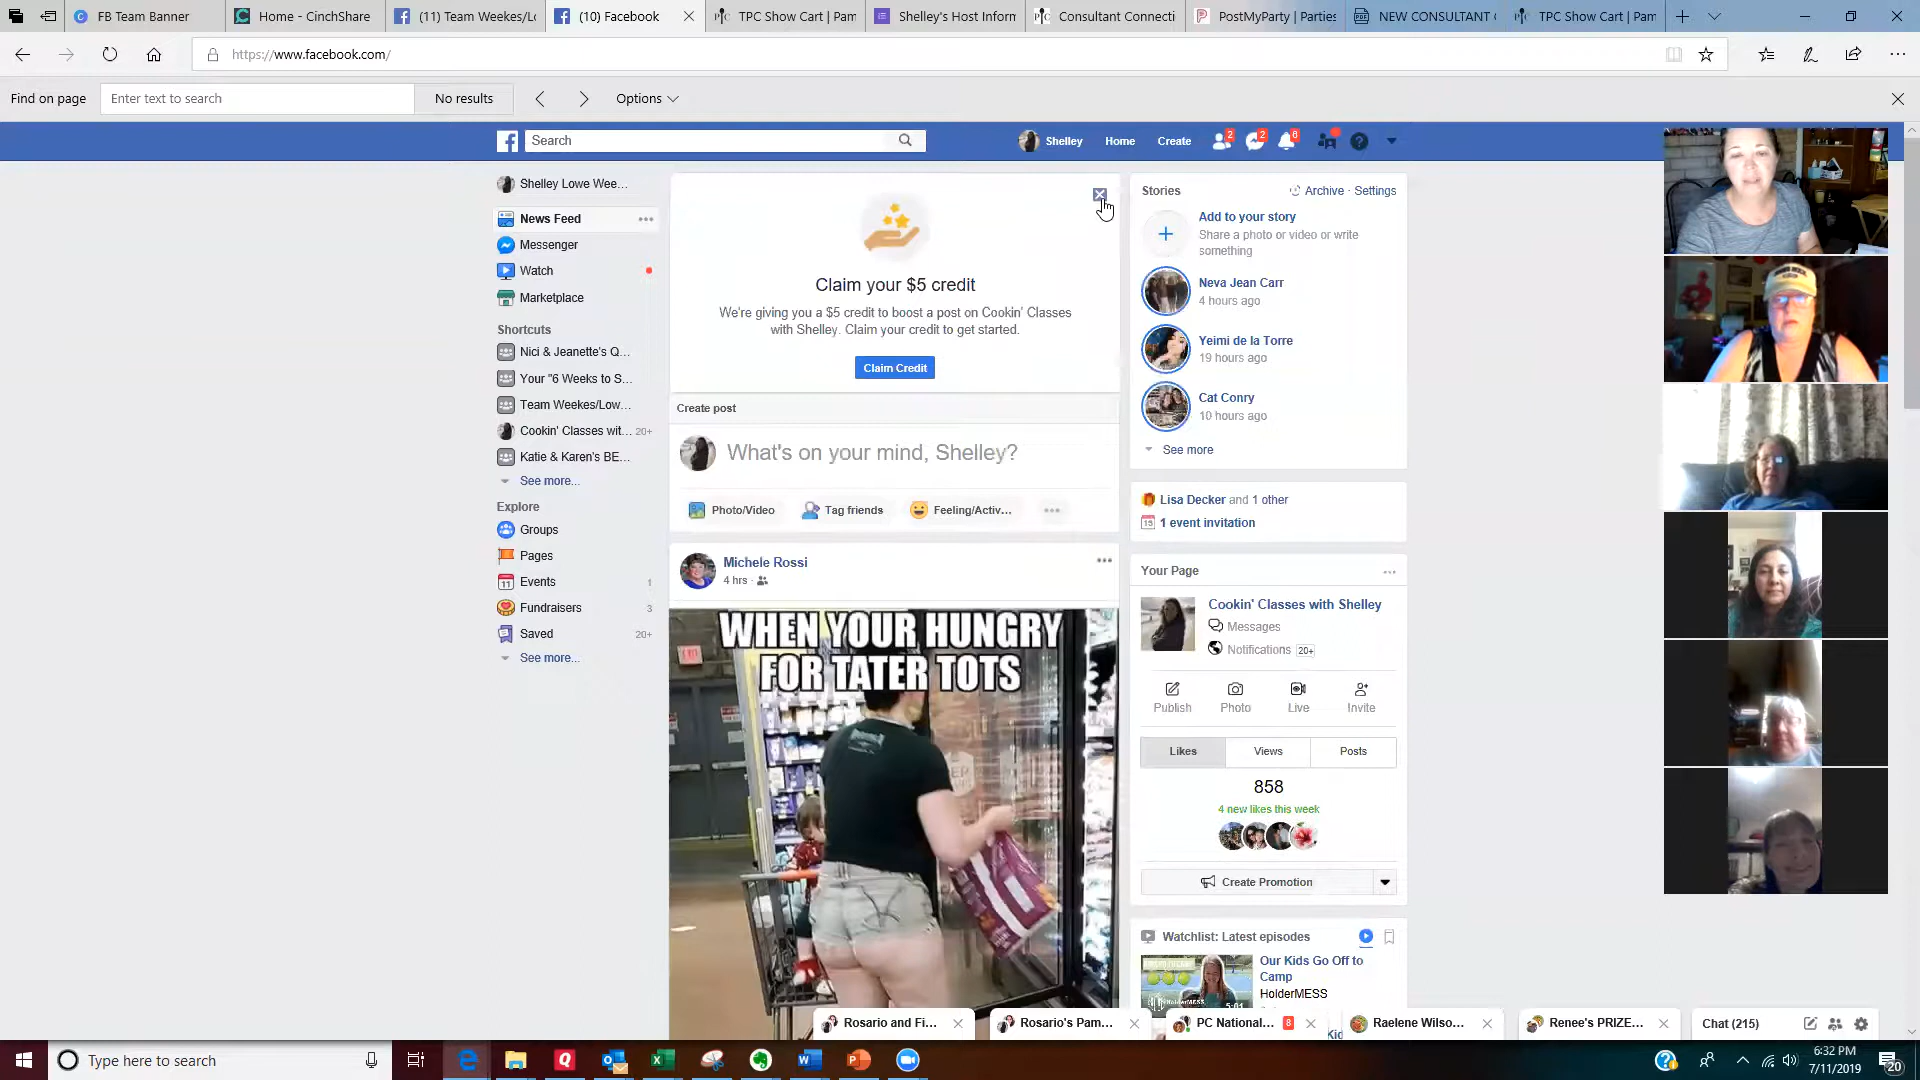 FB Team Banner
Home - CinchShare
(11) Team Weekes/Lo
(10) Facebook
TPC Show Cart | Pam
Shelley's Host Inform
Consultant Connecti
PostMyParty | Parties
NEW CONSULTANT
TPC Show Cart | Pam
https://www.facebook.com/
Find on page
Enter text to search
No results
Options
Search
Shelley
Home
Create
2
2
8
Shelley Lowe Wee...
News Feed
Messenger
Watch
Marketplace
Shortcuts
Nici & Jeanette's Q...
Your "6 Weeks to S...
Team Weekes/Low...
Cookin' Classes wit... 20+
Katie & Karen's BE...
See more...
Explore
Groups
Pages
Events 1
Fundraisers 3
Saved 20+
See more...
Claim your $5 credit
We're giving you a $5 credit to boost a post on Cookin' Classes
with Shelley. Claim your credit to get started.
Claim Credit
Create post
What's on your mind, Shelley?
Photo/Video
Tag friends
Feeling/Activ...
Michele Rossi
4 hrs
WHEN YOUR HUNGRY
FOR TATER TOTS
Stories
Archive · Settings
Add to your story
Share a photo or video or write
something
Neva Jean Carr
4 hours ago
Yeimi de la Torre
19 hours ago
Cat Conry
10 hours ago
See more
Lisa Decker and 1 other
1 event invitation
Your Page
Cookin' Classes with Shelley
Messages
Notifications 20+
Publish
Photo
Live
Invite
Likes
Views
Posts
858
4 new likes this week
Create Promotion
Watchlist: Latest episodes
Our Kids Go Off to
Camp
HolderMESS
HolderMESS
5:01
Rosario and Fi...
Rosario's Pam...
PC National... 8
Raelene Wilso...
Renee's PRIZE...
Chat (215)
Type here to search
6:32 PM
7/11/2019
20